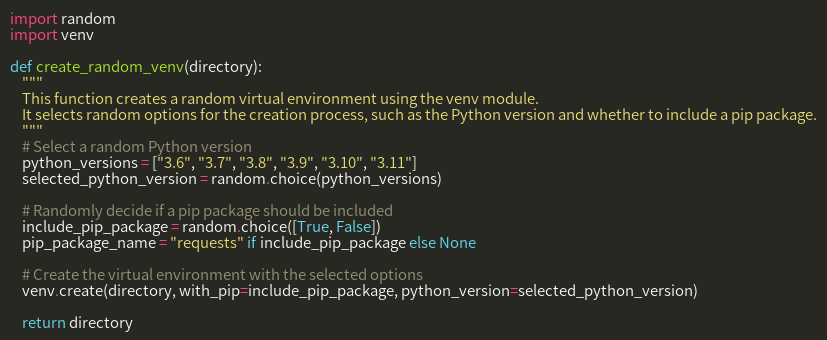 import random
import venv

def create_random_venv(directory):
    """
    This function creates a random virtual environment using the venv module.
    It selects random options for the creation process, such as the Python version and whether to include a pip package.
    """
    # Select a random Python version
    python_versions = ["3.6", "3.7", "3.8", "3.9", "3.10", "3.11"]
    selected_python_version = random.choice(python_versions)

    # Randomly decide if a pip package should be included
    include_pip_package = random.choice([True, False])
    pip_package_name = "requests" if include_pip_package else None

    # Create the virtual environment with the selected options
    venv.create(directory, with_pip=include_pip_package, python_version=selected_python_version)

    return directory